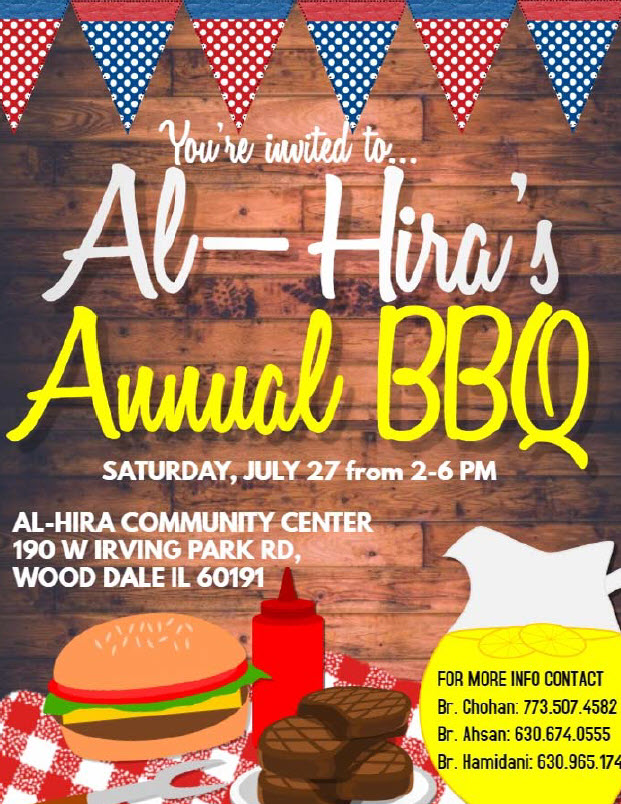 You're invited to...
Al-Hira's
Annual BBQ
SATURDAY, JULY 27 from 2-6 PM
AL-HIRA COMMUNITY CENTER
190 W IRVING PARK RD,
WOOD DALE IL 60191
FOR MORE INFO CONTACT
Br. Chohan: 773.507.4582
Br. Ahsan: 630.674.0555
Br. Hamidani: 630.965.174